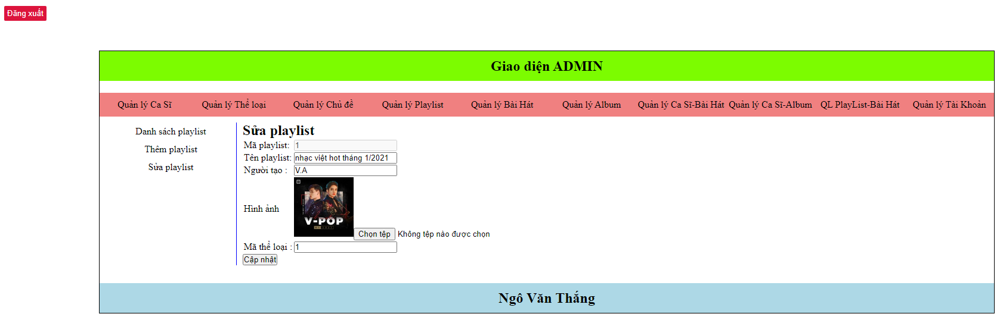 Đăng xuất
Giao diện ADMIN
Quản lý Ca Sĩ Quản lý Thể loại Quản lý Chủ đề Quản lý Playlist Quản lý Bài Hát Quản lý Album Quản lý Ca Sĩ-Bài Hát Quản lý Ca Sĩ-Album QL PlayList-Bài Hát Quản lý Tài Khoản
Danh sách playlist
Thêm playlist
Sửa playlist
Sửa playlist
Mã playlist: 1
Tên playlist: nhạc việt hot tháng 1/2021
Người tạo : V.A
V-POP
Hình ảnh
Chọn tệp Không tệp nào được chọn
Mã thể loại : 1
Cập nhật
Ngô Văn Thắng